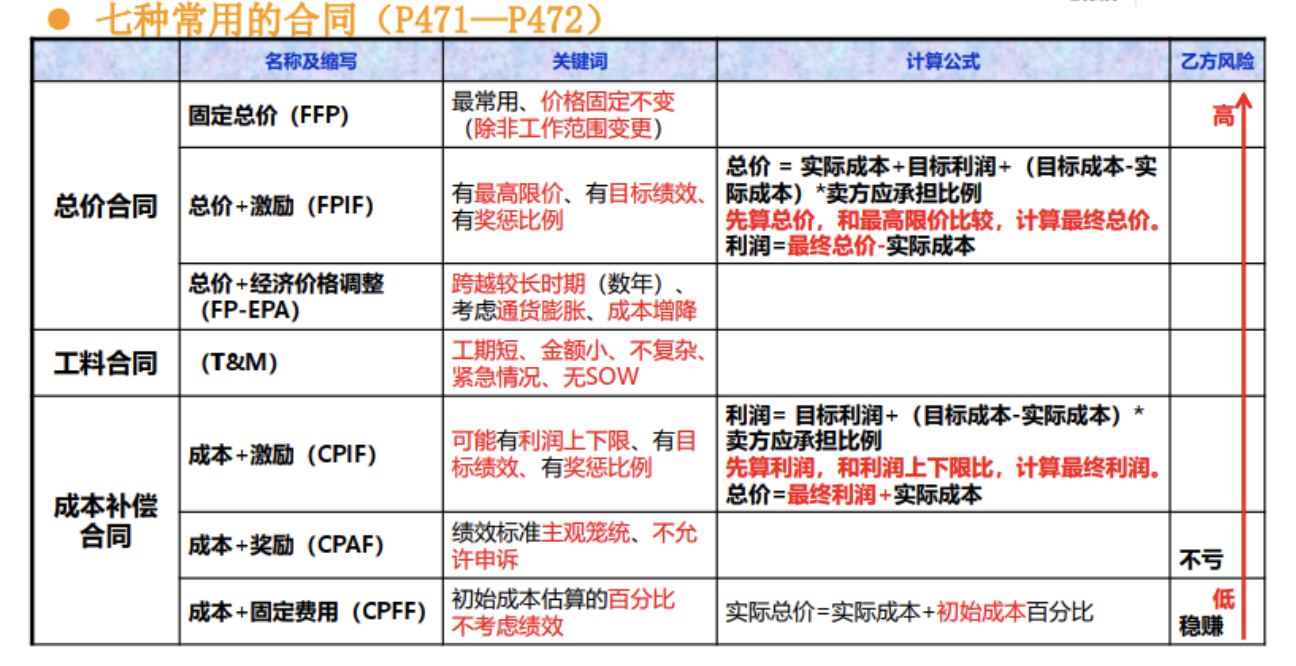 ● 七种常用的合同（P471—P472）
名称及缩写 关键词 计算公式 乙方风险
总价合同
固定总价（FFP）
最常用、价格固定不变
（除非工作范围变更）
高
总价+激励（FPIF）
有最高限价、有目标绩效、
有奖惩比例
总价 = 实际成本+目标利润+（目标成本-实
际成本）*卖方应承担比例
先算总价，和最高限价比较，计算最终总价。
利润=最终总价-实际成本
总价+经济价格调整
（FP-EPA）
跨越较长时期（数年）、
考虑通货膨胀、成本增降
工料合同
（T&M）
工期短、金额小、不复杂、
紧急情况、无SOW
成本补偿
合同
成本+激励（CPIF）
可能有利润上下限、有目
标绩效、有奖惩比例
利润= 目标利润+（目标成本-实际成本）*
卖方应承担比例
先算利润，和利润上下限比，计算最终利润。
总价=最终利润+实际成本
成本+奖励（CPAF）
绩效标准主观笼统、不允
许申诉
不亏
成本+固定费用（CPFF）
初始成本估算的百分比
不考虑绩效
实际总价=实际成本+初始成本百分比
低
稳赚